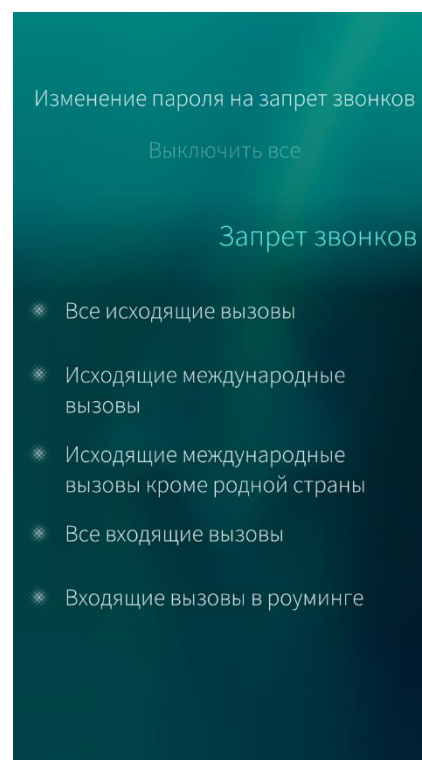 Изменение пароля на запрет звонков
Выключить все
Запрет звонков
Все исходящие вызовы
Исходящие международные
вызовы
Исходящие международные
вызовы кроме родной страны
Все входящие вызовы
Входящие вызовы в роуминге